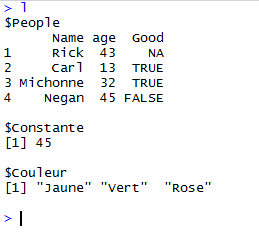 > l
$People
      Name age  Good
1     Rick  43    NA
2     Carl  13  TRUE
3 Michonne  32  TRUE
4    Negan  45 FALSE

$Constante
[1] 45

$Couleur
[1] "Jaune" "Vert"  "Rose"

>